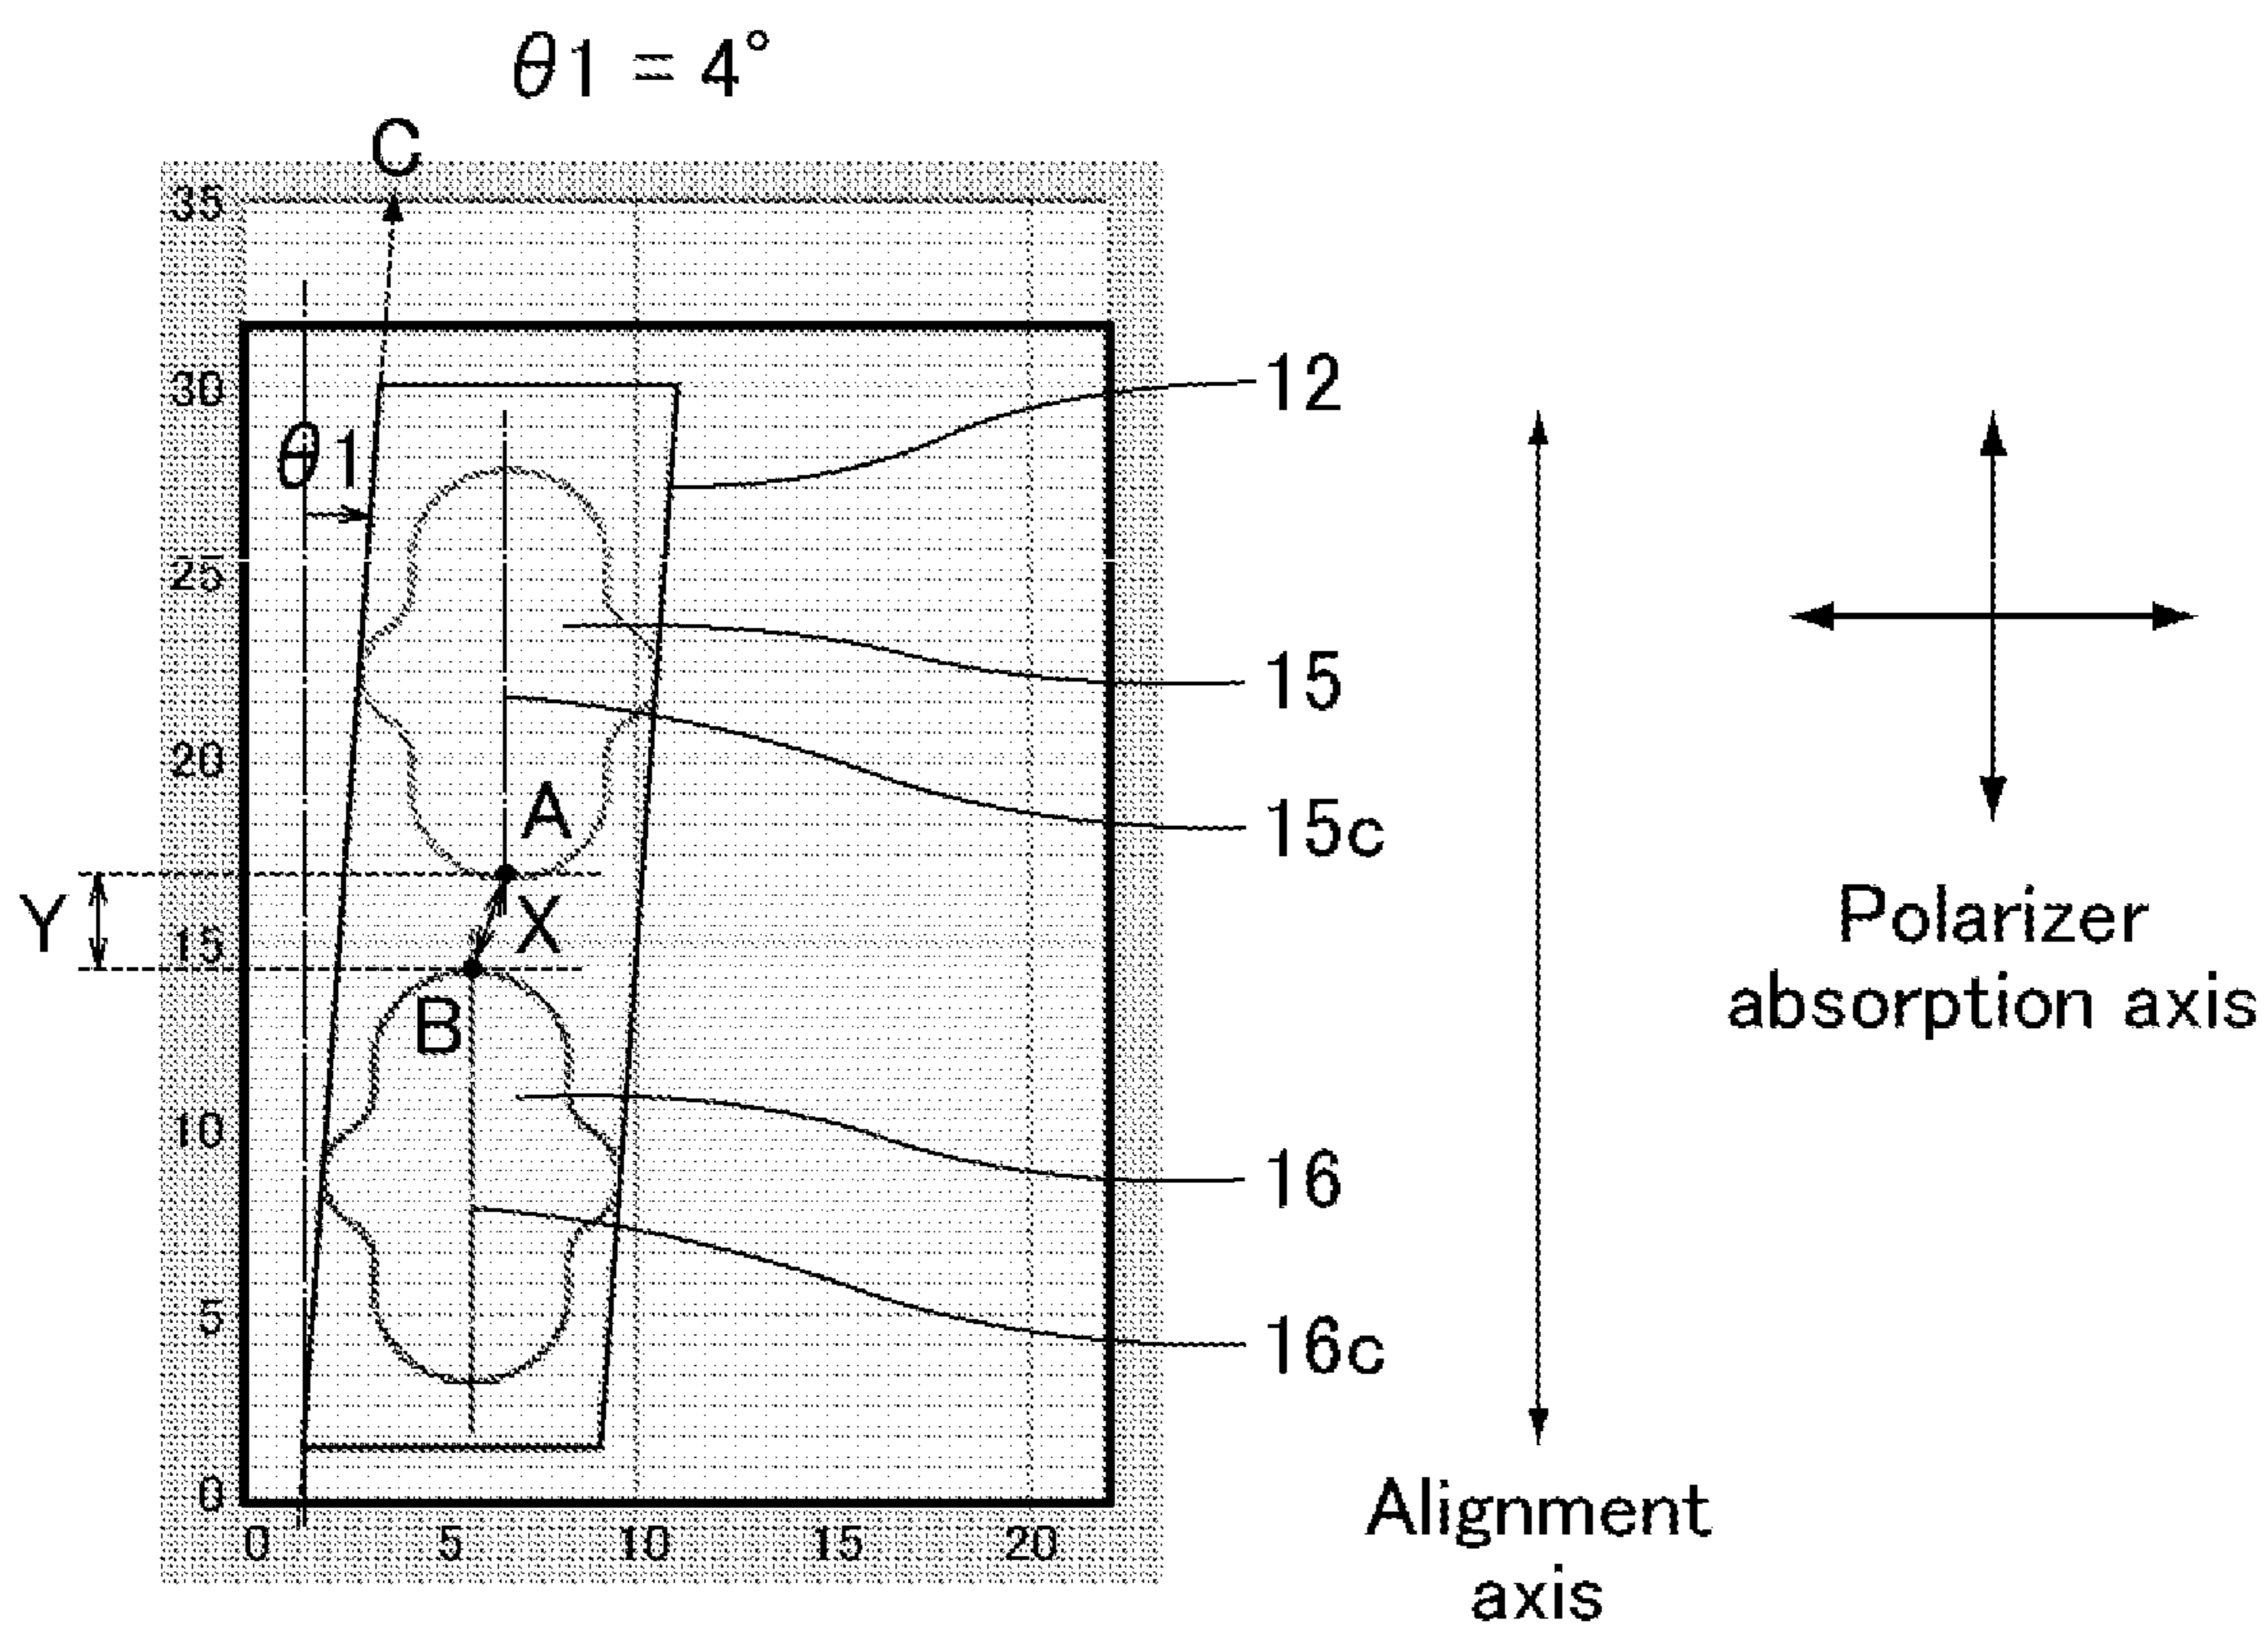 θ1 = 4°
C
35
30
12
θ1
25
15
20
A
15c
Y
X
15
Polarizer
absorption axis
B
10
16
5
16c
0
0 5 10 15 20
Alignment
axis